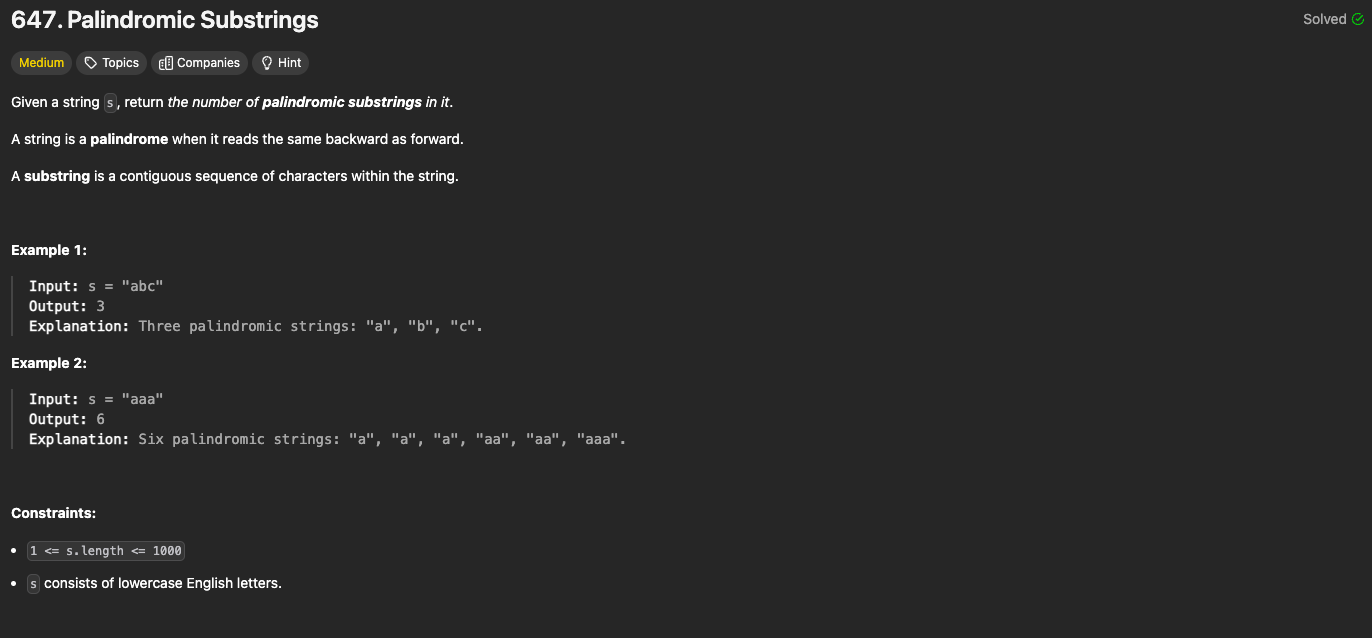 647. Palindromic Substrings
Solved
Medium Topics Companies Hint
Given a string s, return the number of palindromic substrings in it.
A string is a palindrome when it reads the same backward as forward.
A substring is a contiguous sequence of characters within the string.
Example 1:
Input: s = "abc"
Output: 3
Explanation: Three palindromic strings: "a", "b", "c".
Example 2:
Input: s = "aaa"
Output: 6
Explanation: Six palindromic strings: "a", "a", "a", "aa", "aa", "aaa".
Constraints:
• 1 <= s.length <= 1000
• s consists of lowercase English letters.